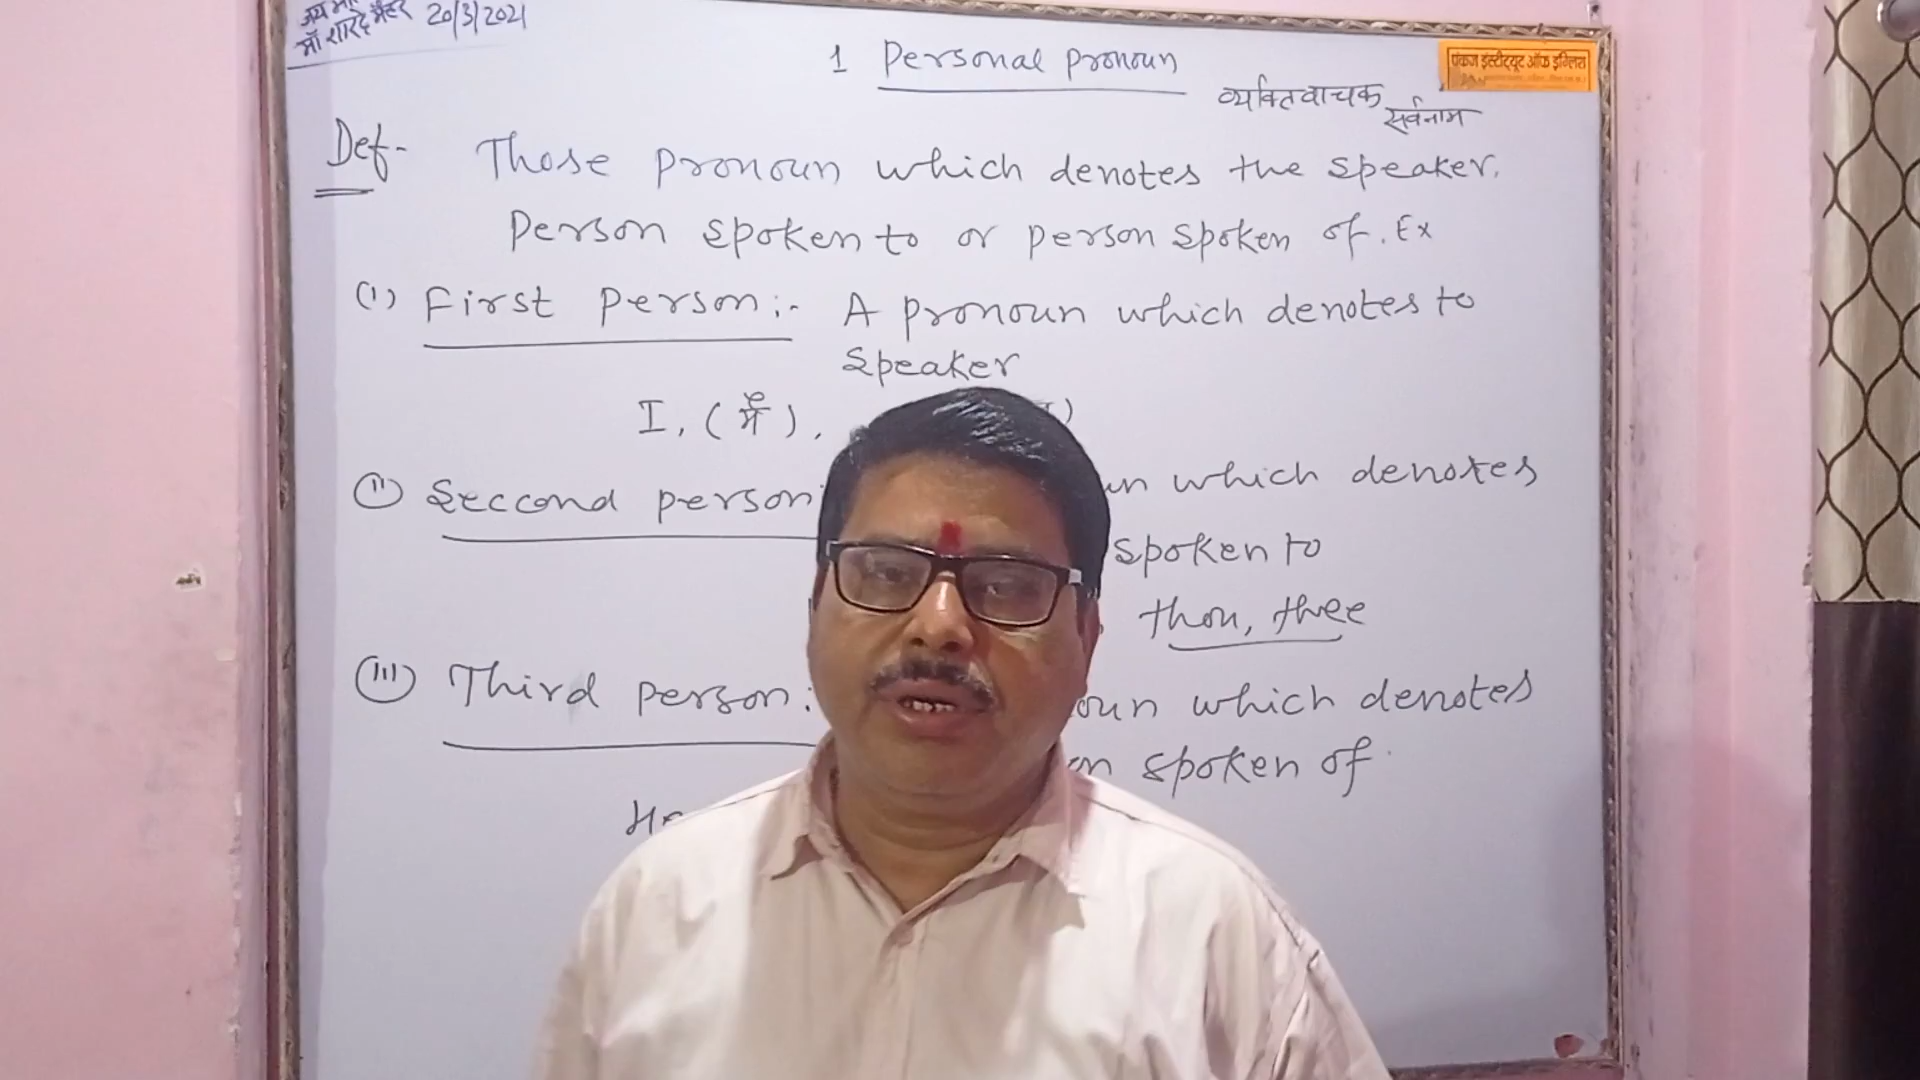 जय माँ
माँ शारदे मैहर 20/3/2021
1 Personal Pronoun
पंकज इंस्टीट्यूट ऑफ इंग्लिश
व्यक्तिवाचक
सर्वनाम
Def- Those pronoun which denotes the speaker.
Person spoken to or person spoken of. Ex
(I) First Person:- A pronoun which denotes to
Speaker
I, (मैं),
(II) Second person which denotes
spoken to
thou, thee
(III) Third person: which denotes
spoken of